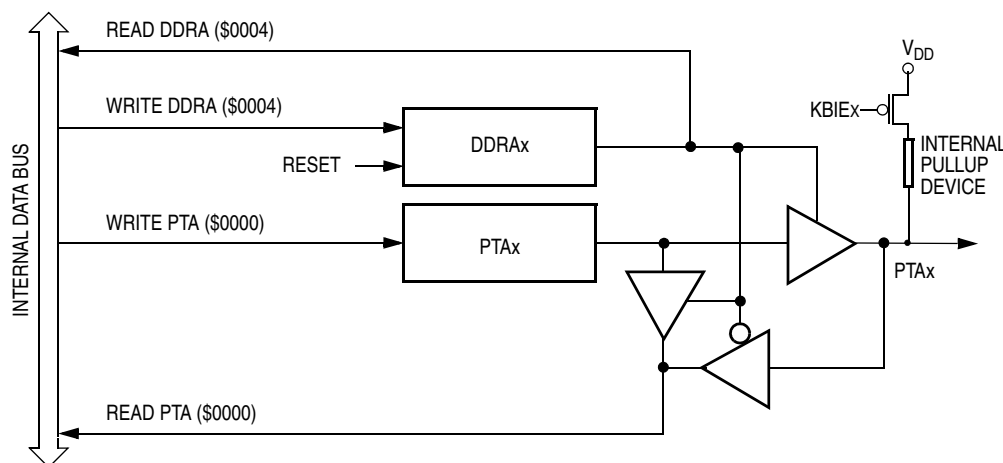 READ DDRA ($0004)
V_DD
WRITE DDRA ($0004)
KBIEx
DDRAx
INTERNAL
PULLUP
DEVICE
RESET
INTERNAL DATA BUS
WRITE PTA ($0000)
PTAx
PTAx
READ PTA ($0000)